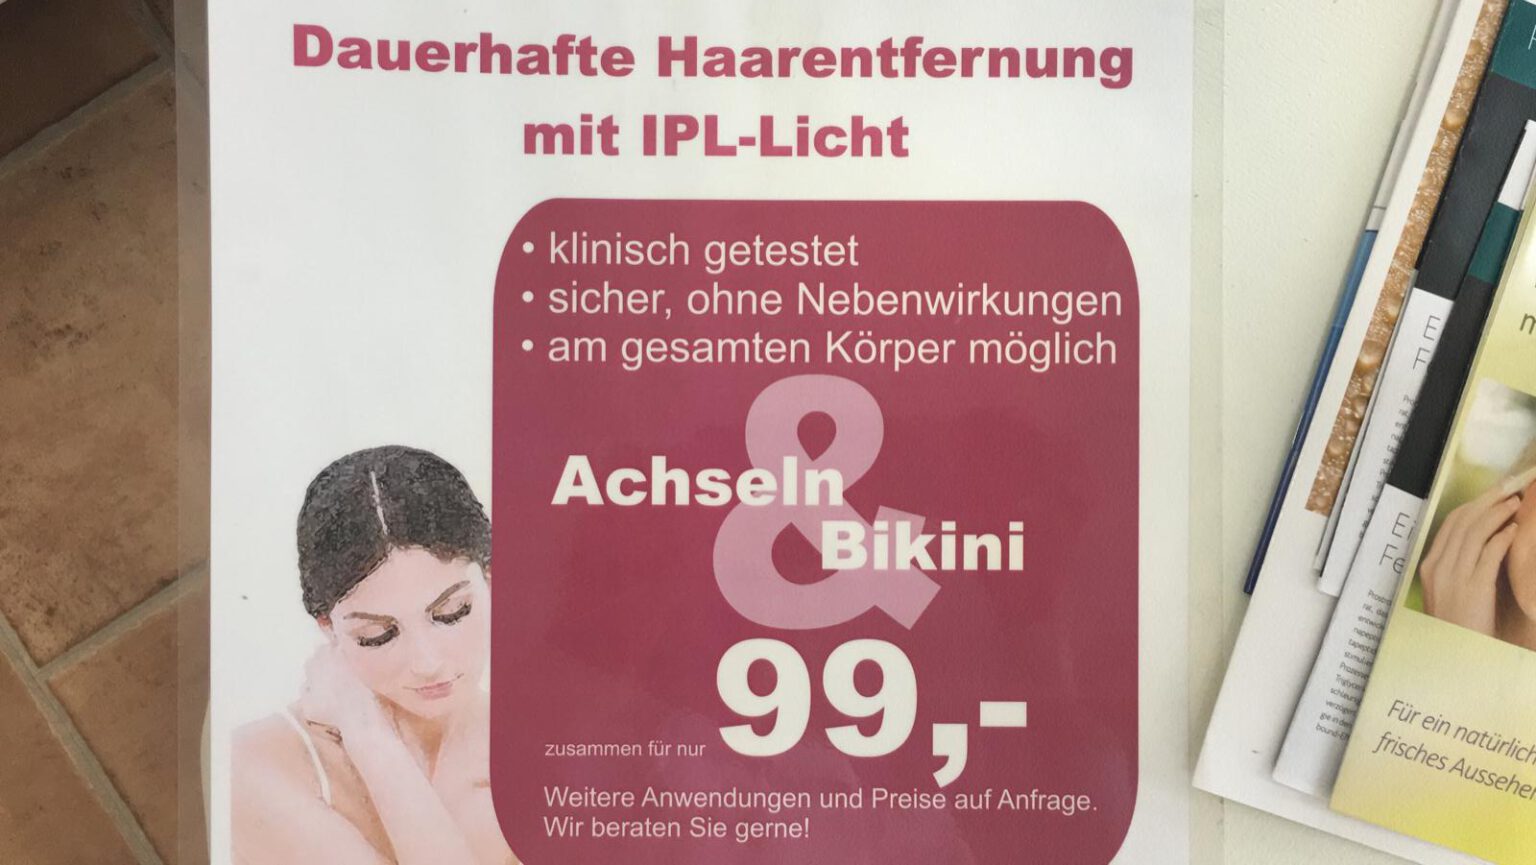 Dauerhafte Haarentfernung
mit IPL-Licht
• klinisch getestet
• sicher, ohne Nebenwirkungen
• am gesamten Körper möglich
&
Achseln
Bikini
zusammen für nur 99,-
Weitere Anwendungen und Preise auf Anfrage.
Wir beraten Sie gerne!
Für ein natürlich
frisches Aussehen